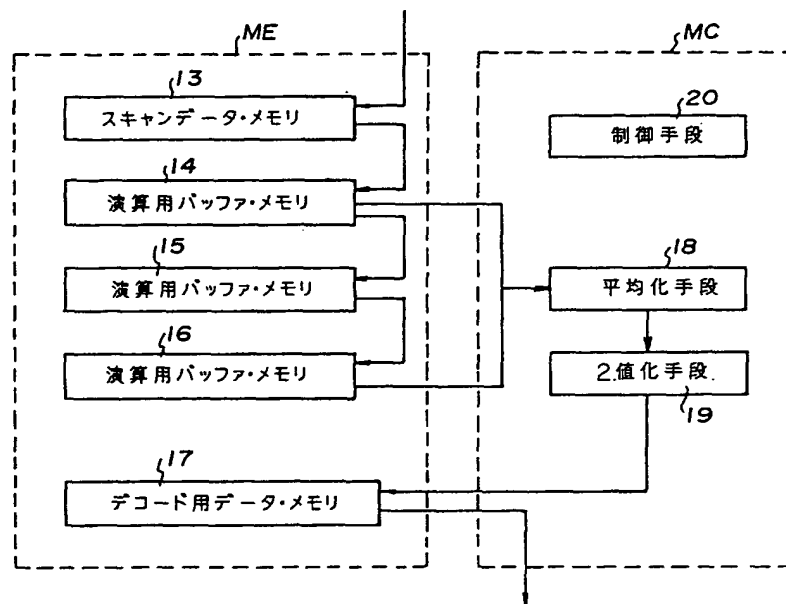 ME
MC
13
スキャンデータ・メモリ
20
制御手段
14
演算用バッファ・メモリ
15
演算用バッファ・メモリ
18
平均化手段
16
演算用バッファ・メモリ
2.値化手段.
19
17
デコード用データ・メモリ